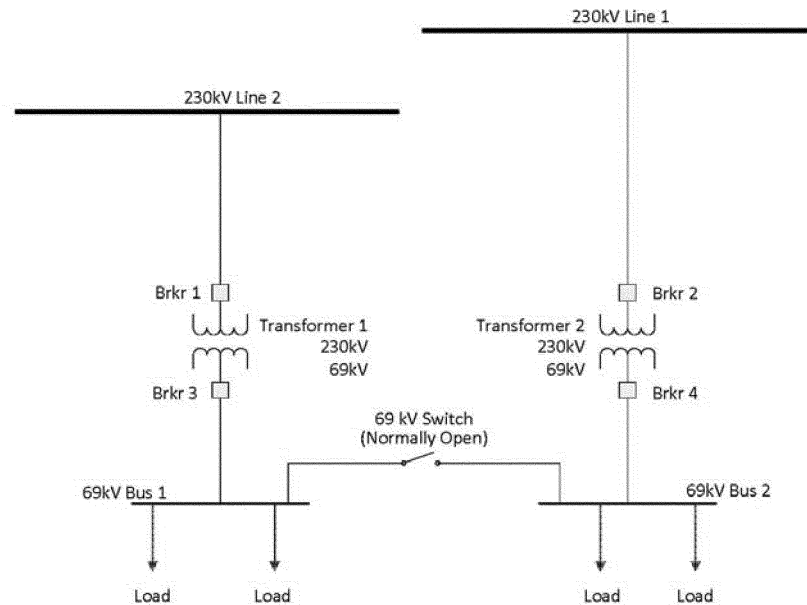 230kV Line 1
230kV Line 2
Brkr 1
Brkr 2
Transformer 1
230kV
69kV
Transformer 2
230kV
69kV
Brkr 3
Brkr 4
69 kV Switch
(Normally Open)
69kV Bus 1
69kV Bus 2
Load
Load
Load
Load